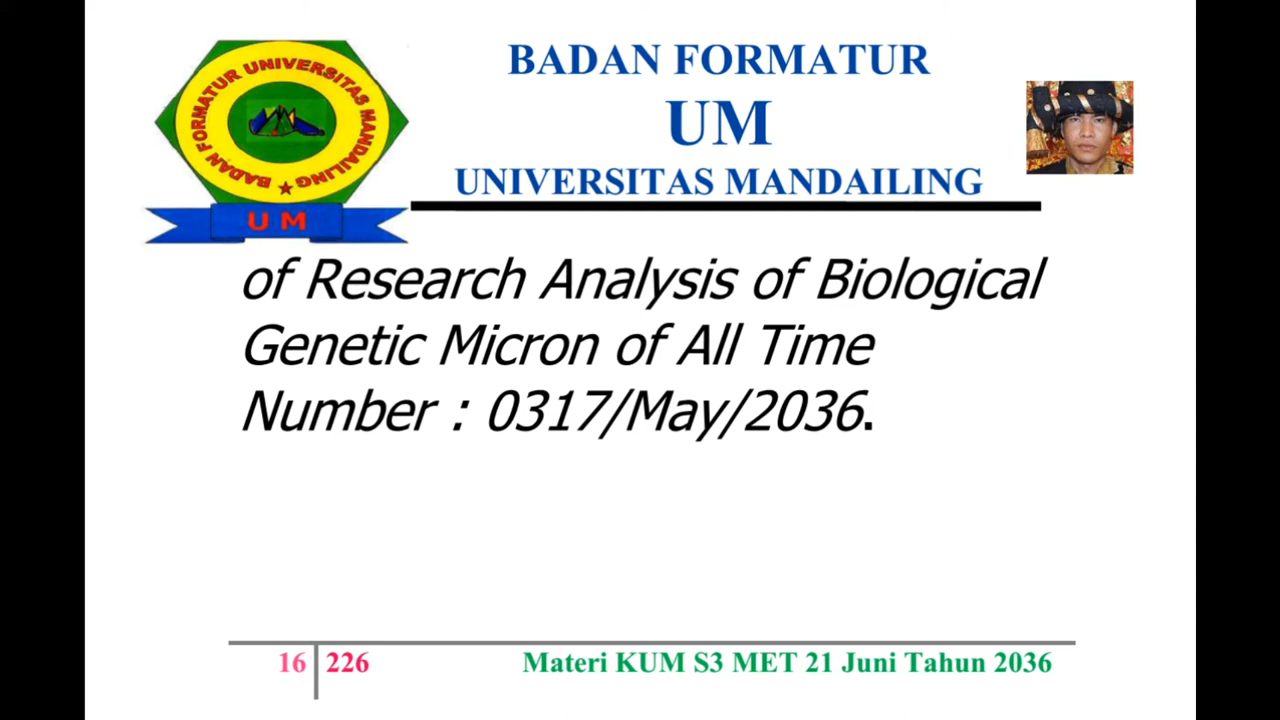 BADAN FORMATUR UNIVERSITAS MANDAILING
UM
BADAN FORMATUR
UM
UNIVERSITAS MANDAILING
of Research Analysis of Biological
Genetic Micron of All Time
Number : 0317/May/2036.
16 226 Materi KUM S3 MET 21 Juni Tahun 2036